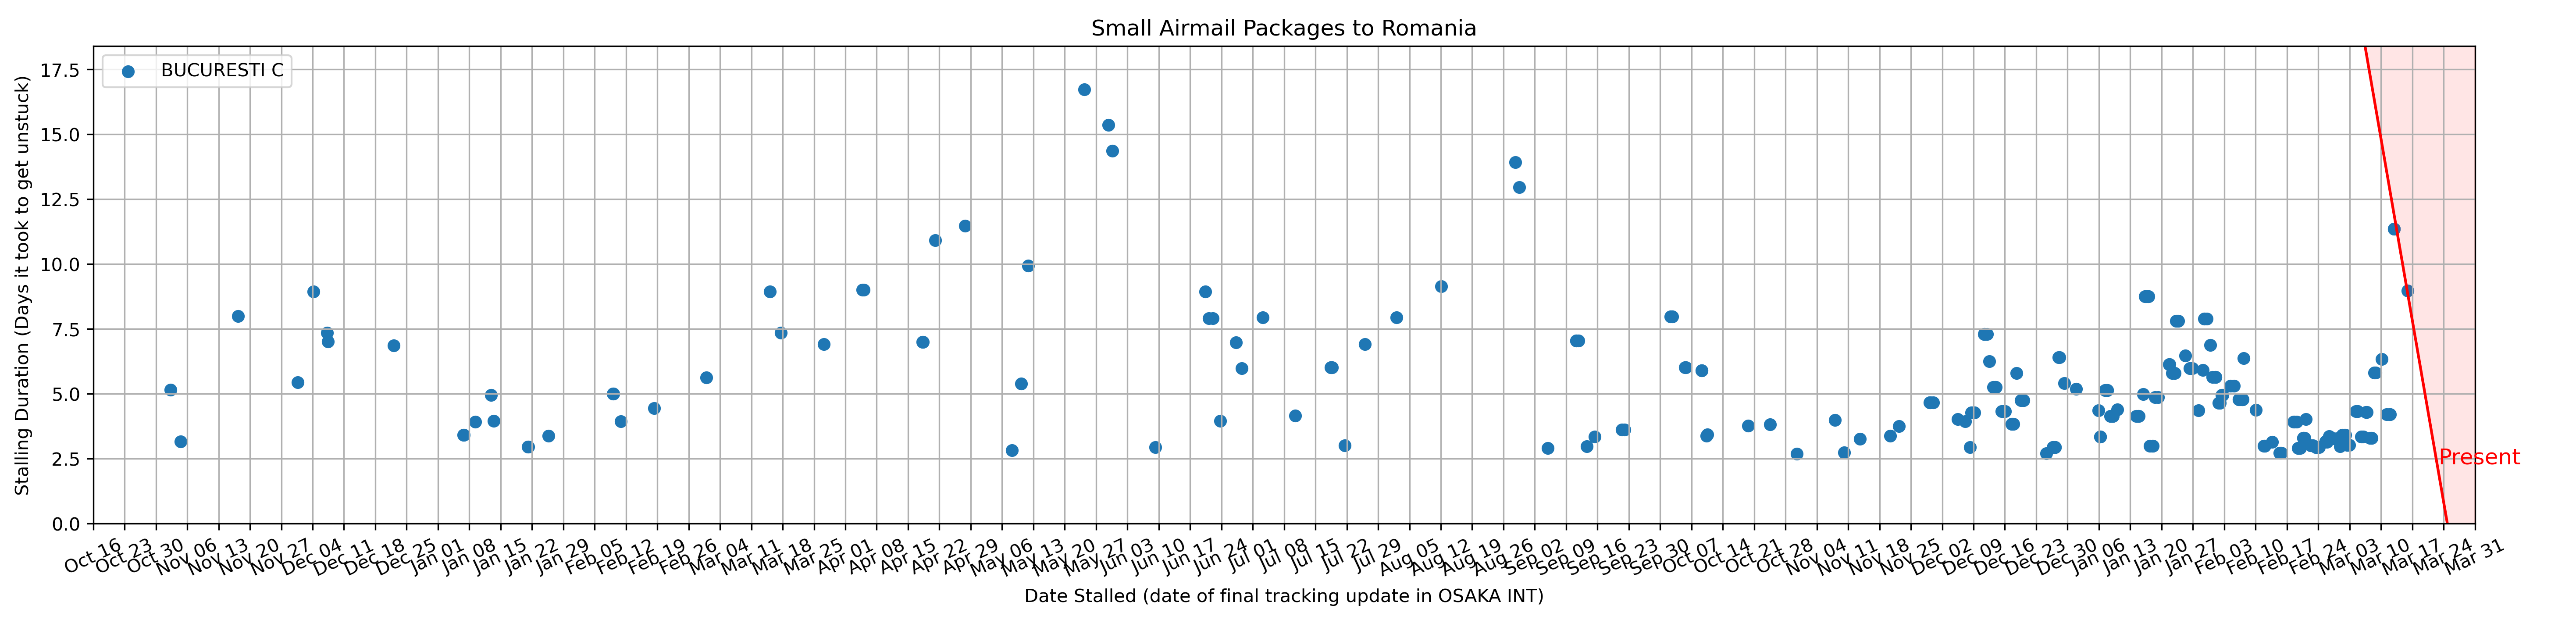 Small Airmail Packages to Romania
BUCURESTI C
Stalling Duration (Days it took to get unstuck)
17.5
15.0
12.5
10.0
7.5
5.0
2.5
0.0
Present
Oct 16 Oct 23 Oct 30 Nov 06 Nov 13 Nov 20 Nov 27 Dec 04 Dec 11 Dec 18 Dec 25 Jan 01 Jan 08 Jan 15 Jan 22 Jan 29 Feb 05 Feb 12 Feb 19 Feb 26 Mar 04 Mar 11 Mar 18 Mar 25 Apr 01 Apr 08 Apr 15 Apr 22 Apr 29 May 06 May 13 May 20 May 27 Jun 03 Jun 10 Jun 17 Jun 24 Jul 01 Jul 08 Jul 15 Jul 22 Jul 29 Aug 05 Aug 12 Aug 19 Aug 26 Sep 02 Sep 09 Sep 16 Sep 23 Sep 30 Oct 07 Oct 14 Oct 21 Oct 28 Nov 04 Nov 11 Nov 18 Nov 25 Dec 02 Dec 09 Dec 16 Dec 23 Dec 30 Jan 06 Jan 13 Jan 20 Jan 27 Feb 03 Feb 10 Feb 17 Feb 24 Mar 03 Mar 10 Mar 17 Mar 24 Mar 31
Date Stalled (date of final tracking update in OSAKA INT)